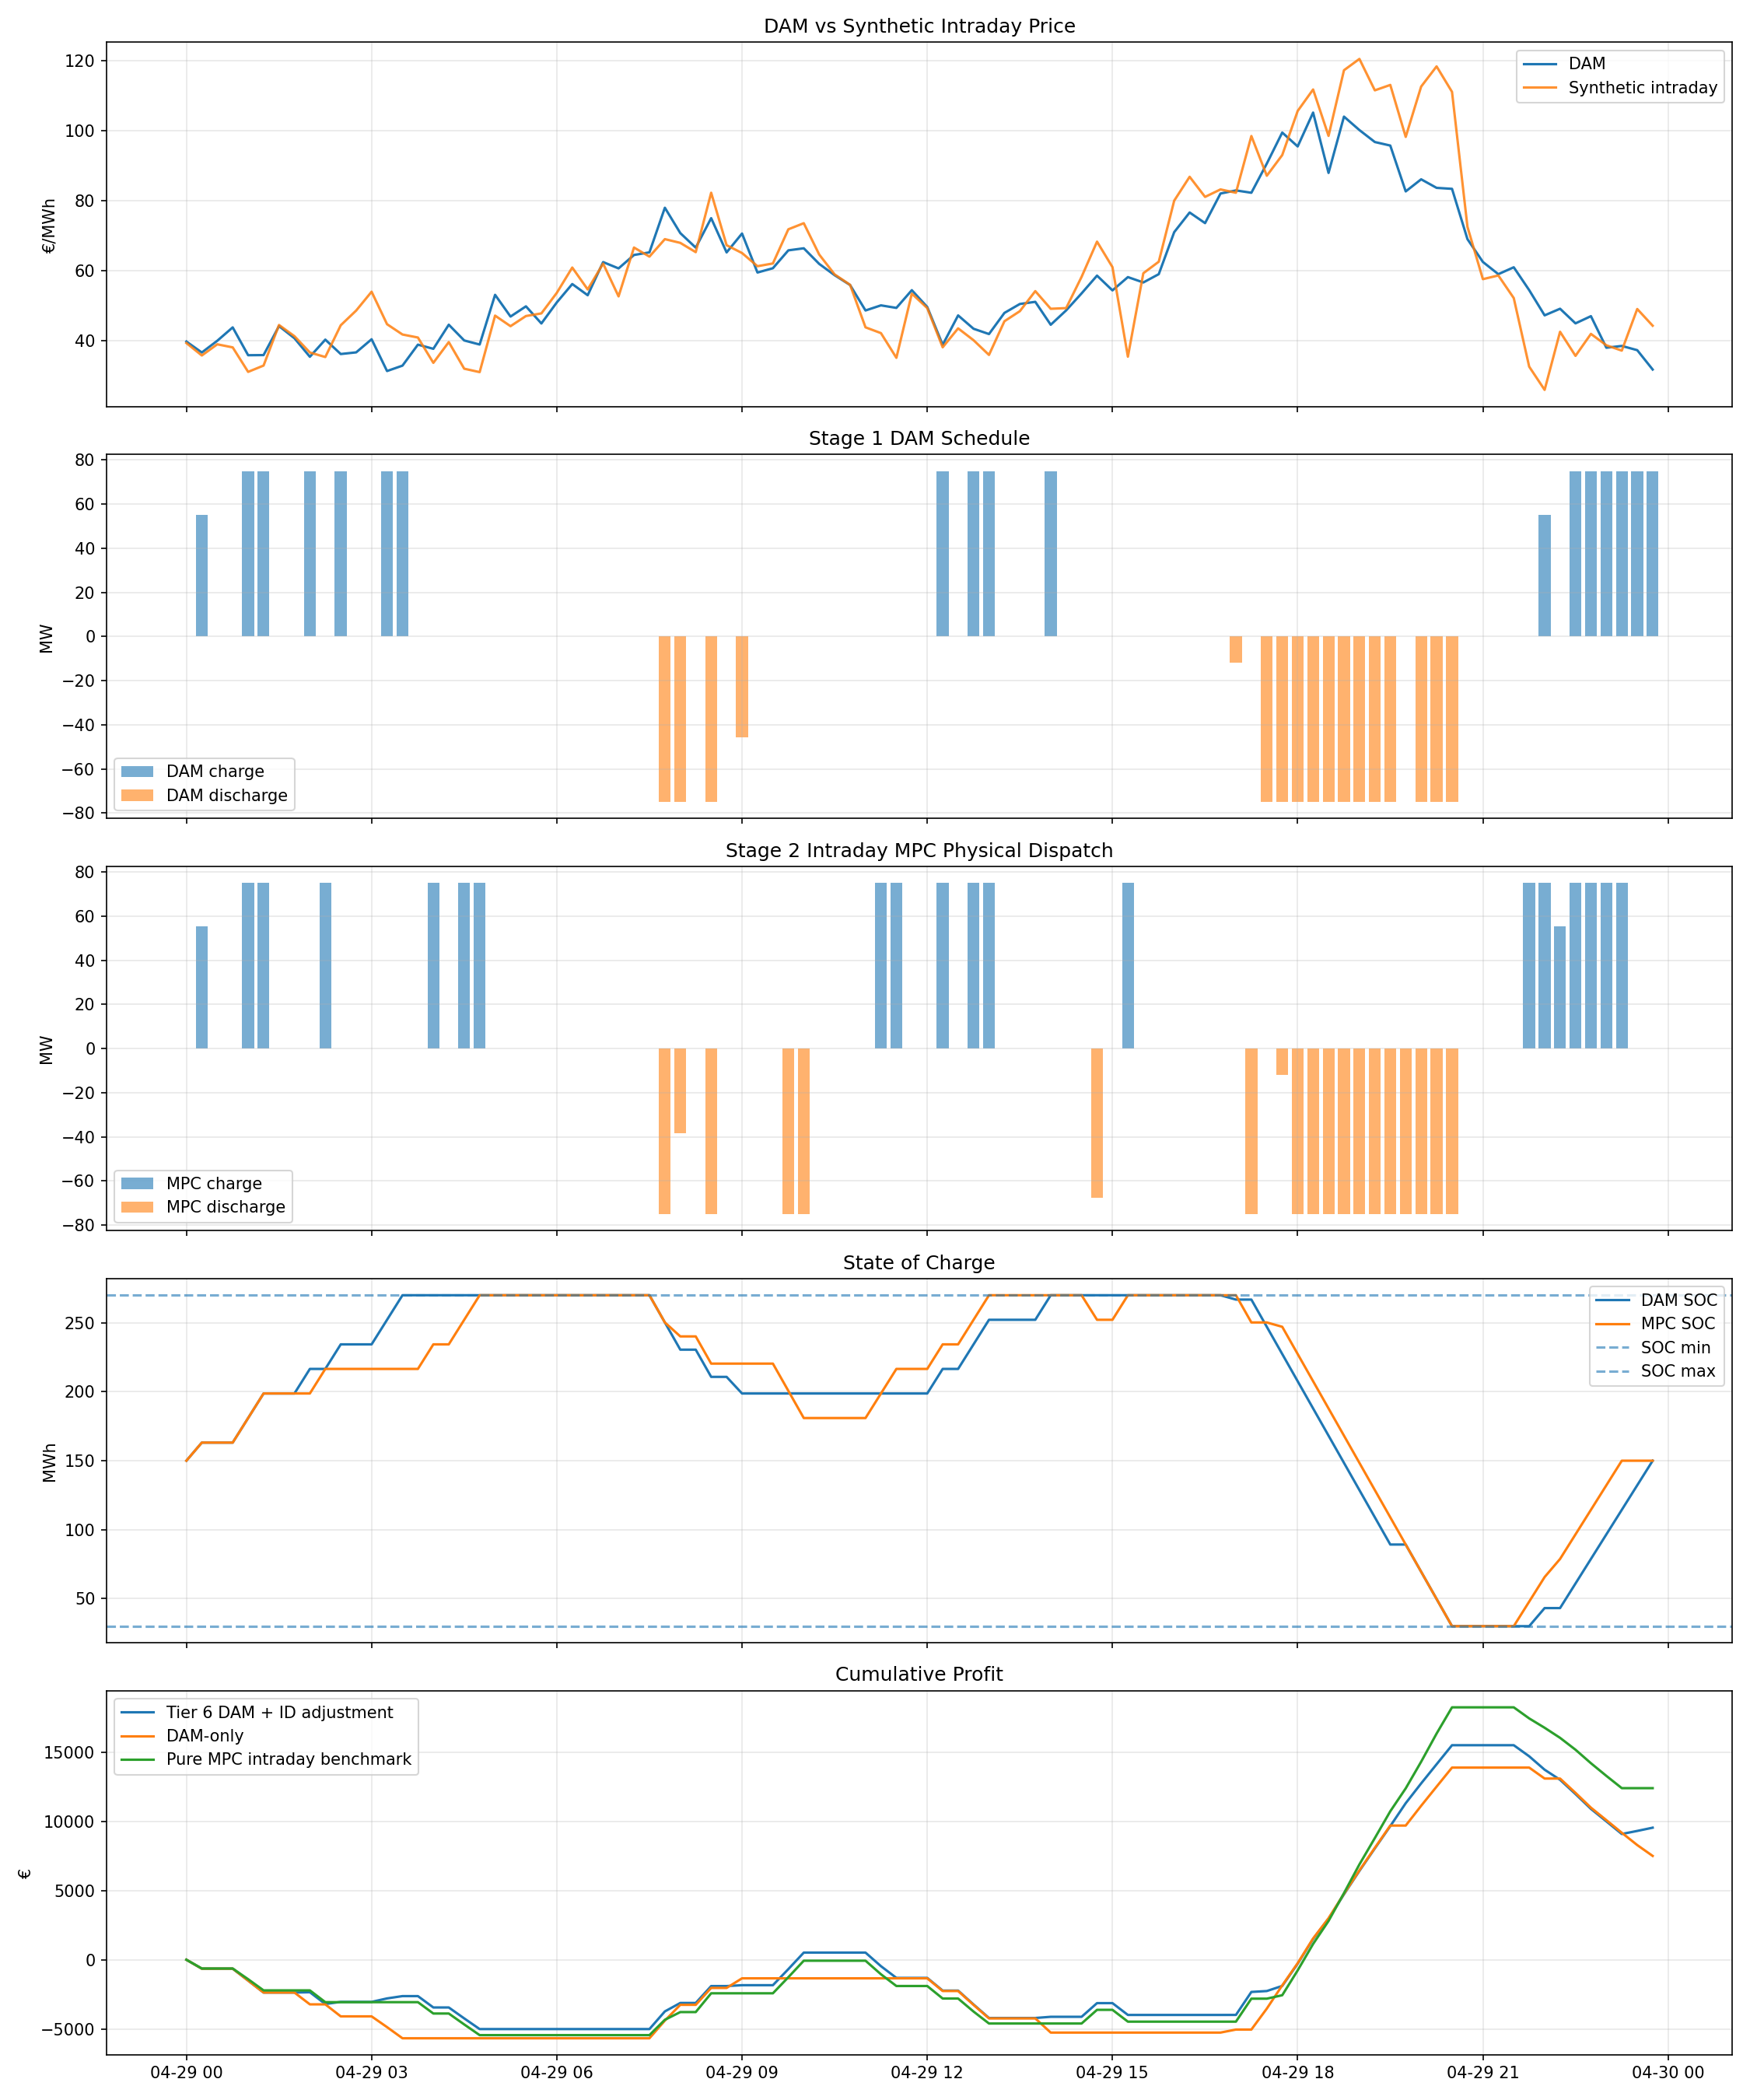 DAM vs Synthetic Intraday Price
€/MWh
120
100
80
60
40
DAM
Synthetic intraday
Stage 1 DAM Schedule
MW
80
60
40
20
0
−20
−40
−60
−80
DAM charge
DAM discharge
Stage 2 Intraday MPC Physical Dispatch
MW
80
60
40
20
0
−20
−40
−60
−80
MPC charge
MPC discharge
State of Charge
MWh
250
200
150
100
50
DAM SOC
MPC SOC
SOC min
SOC max
Cumulative Profit
€
15000
10000
5000
0
−5000
Tier 6 DAM + ID adjustment
DAM-only
Pure MPC intraday benchmark
04-29 00
04-29 03
04-29 06
04-29 09
04-29 12
04-29 15
04-29 18
04-29 21
04-30 00